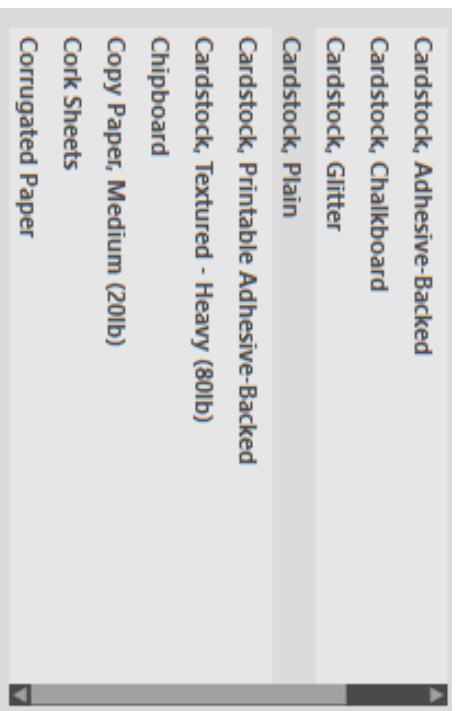 Cardstock, Adhesive-Backed
Cardstock, Chalkboard
Cardstock, Glitter
Cardstock, Plain
Cardstock, Printable Adhesive-Backed
Cardstock, Textured - Heavy (80lb)
Chipboard
Copy Paper, Medium (20lb)
Cork Sheets
Corrugated Paper